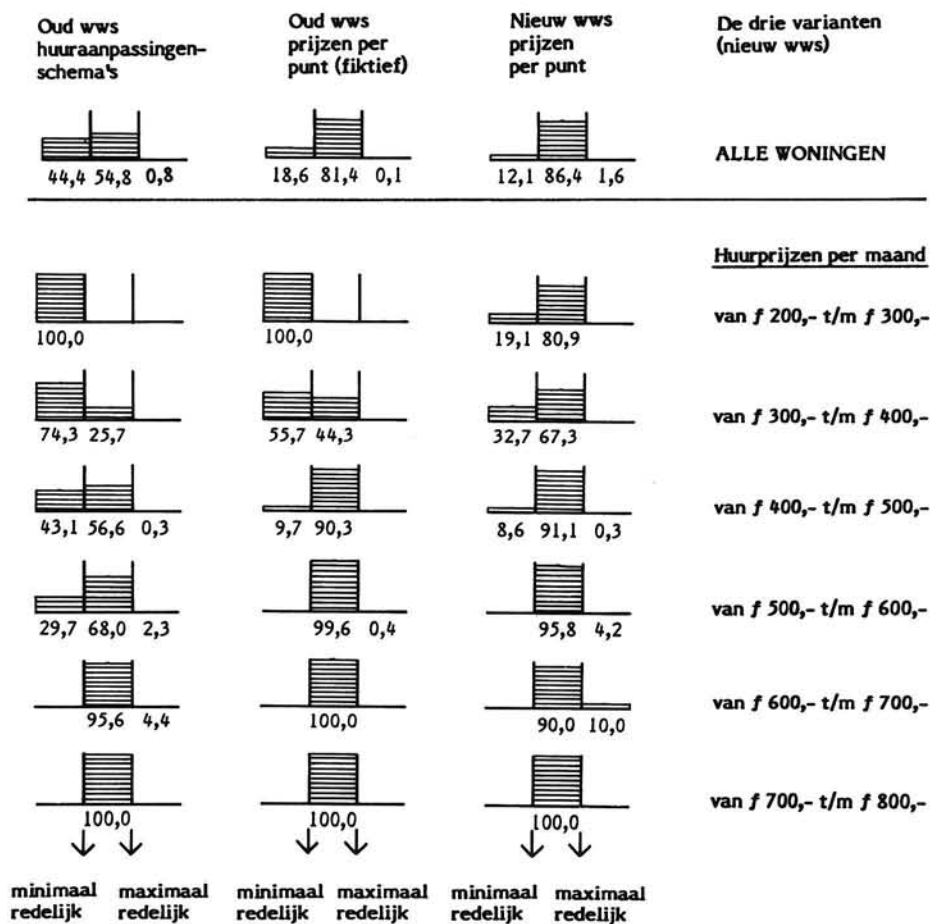 Oud wws
huuraanpassingen-
schema's
Oud wws
prijzen per
punt (fiktief)
Nieuw wws
prijzen
per punt
De drie varianten
(nieuw wws)
44,4 54,8 0,8
18,6 81,4 0,1
12,1 86,4 1,6
ALLE WONINGEN
Huurprijzen per maand
100,0
100,0
19,1 80,9
van ƒ 200,- t/m ƒ 300,-
74,3 25,7
55,7 44,3
32,7 67,3
van ƒ 300,- t/m ƒ 400,-
43,1 56,6 0,3
9,7 90,3
8,6 91,1 0,3
van ƒ 400,- t/m ƒ 500,-
29,7 68,0 2,3
99,6 0,4
95,8 4,2
van ƒ 500,- t/m ƒ 600,-
95,6 4,4
100,0
90,0 10,0
van ƒ 600,- t/m ƒ 700,-
100,0
100,0
100,0
van ƒ 700,- t/m ƒ 800,-
minimaal
redelijk
maximaal
redelijk
minimaal
redelijk
maximaal
redelijk
minimaal
redelijk
maximaal
redelijk